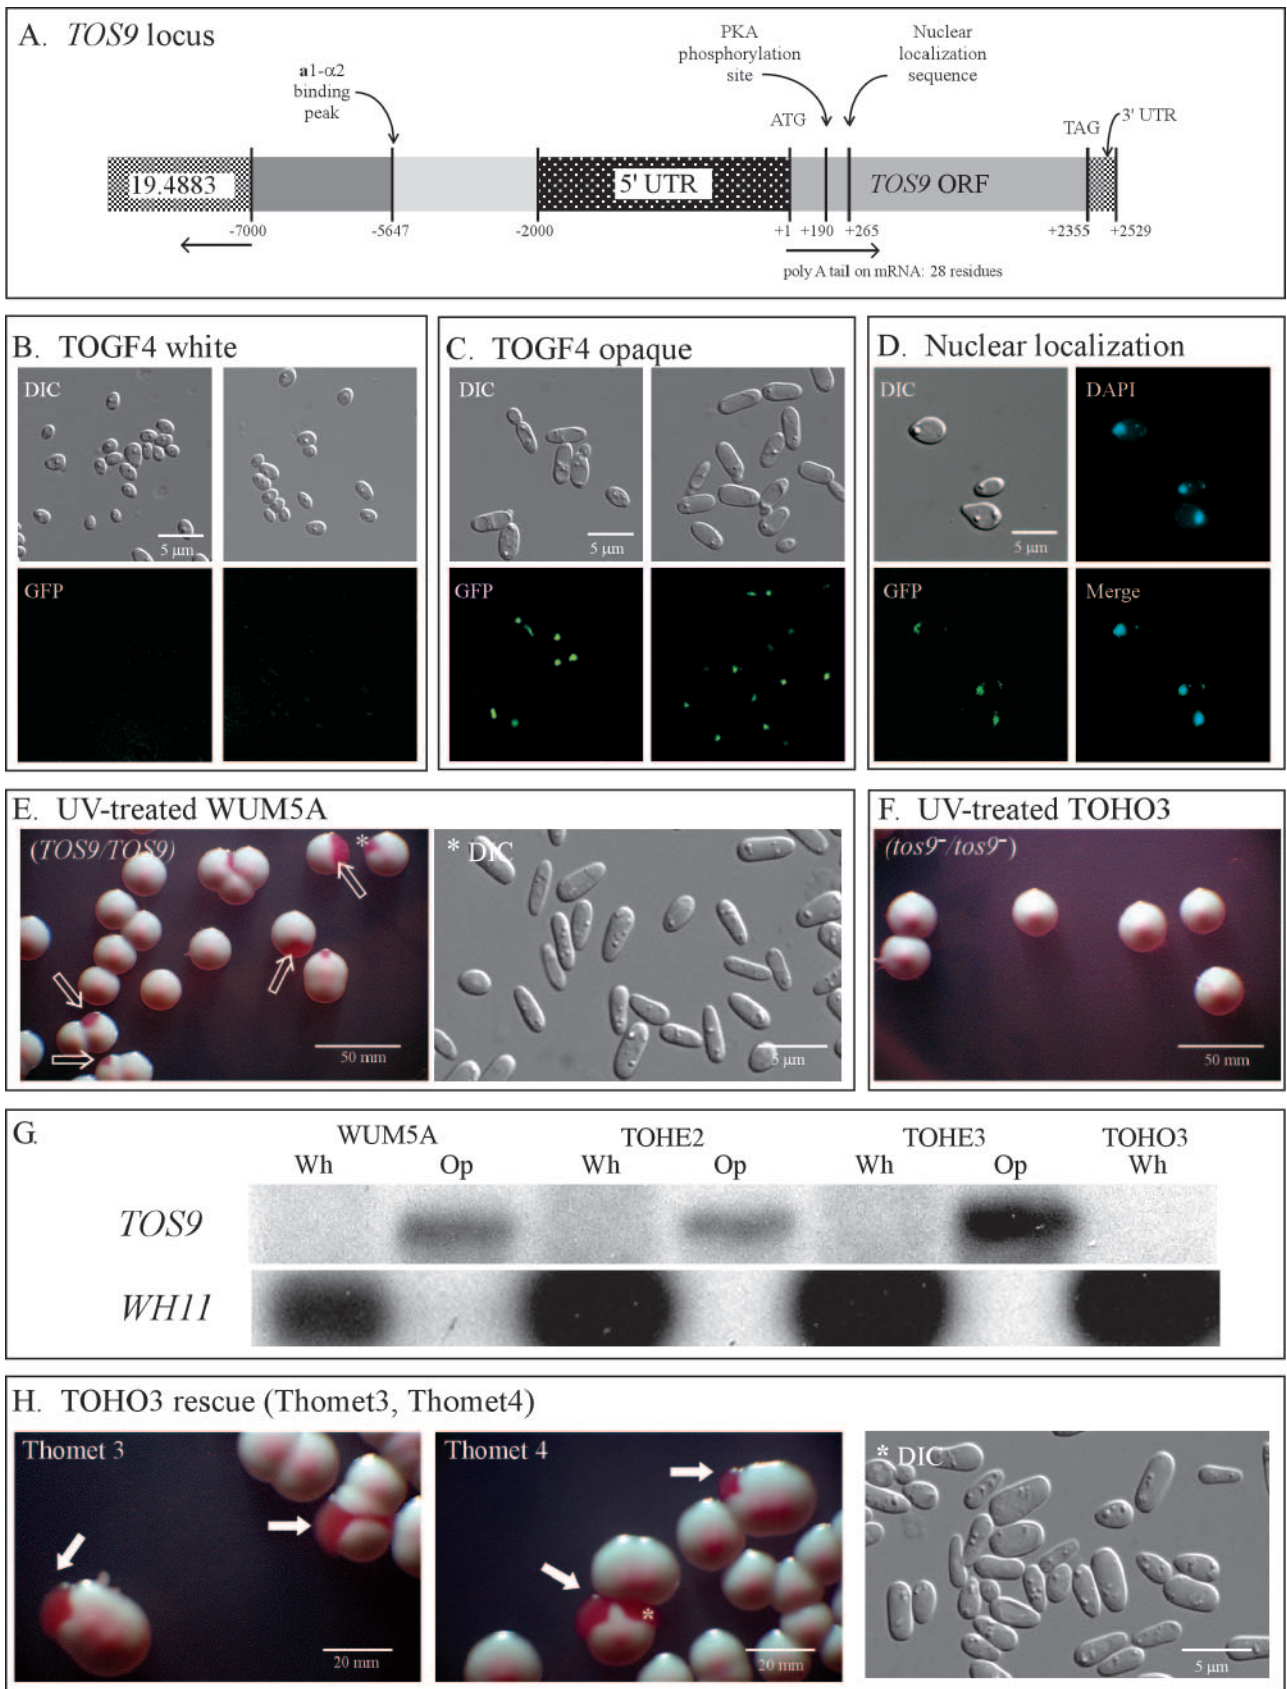 A. TOS9 locus
a1-α2
binding
peak
PKA
phosphorylation
site
Nuclear
localization
sequence
ATG
TAG
3' UTR
19.4883
5' UTR
TOS9 ORF
-7000
-5647
-2000
+1
+190
+265
+2355
+2529
poly A tail on mRNA: 28 residues
B. TOGF4 white
DIC
5 µm
GFP
C. TOGF4 opaque
DIC
5 µm
GFP
D. Nuclear localization
DIC
DAPI
5 µm
GFP
Merge
E. UV-treated WUM5A
(TOS9/TOS9)
*
50 mm
* DIC
5 µm
F. UV-treated TOHO3
(tos9⁻/tos9⁻)
50 mm
G.
WUM5A
TOHE2
TOHE3
TOHO3
Wh Op Wh Op Wh Op Wh
TOS9
WH11
H. TOHO3 rescue (Thomet3, Thomet4)
Thomet 3
20 mm
Thomet 4
*
20 mm
* DIC
5 µm